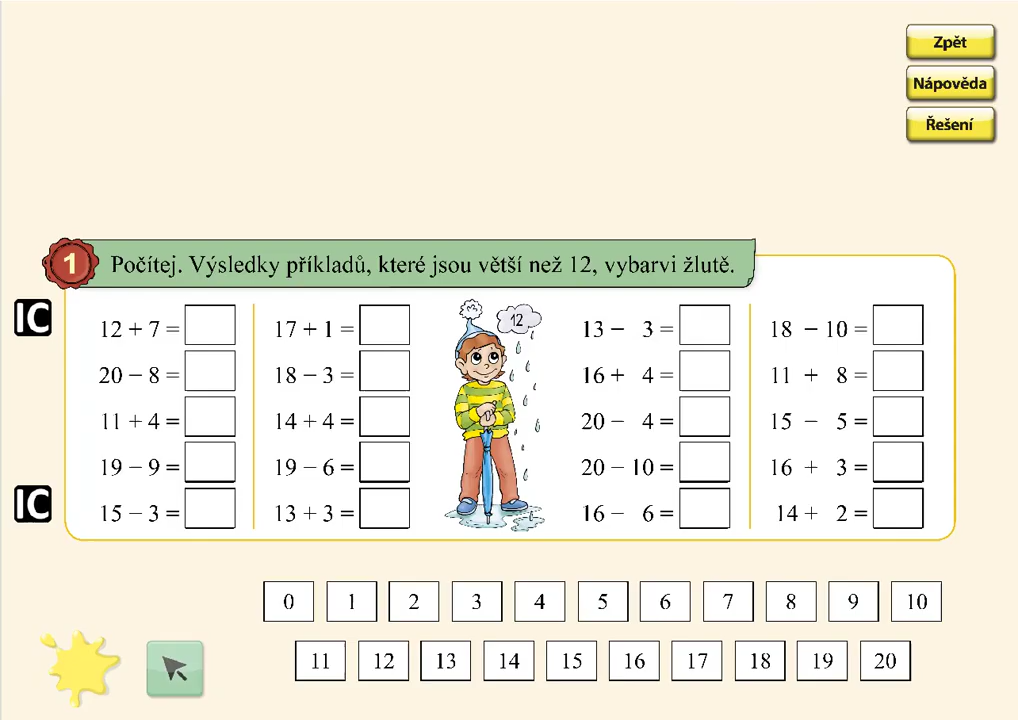 Zpět
Nápověda
Řešení
1 Počítej. Výsledky příkladů, které jsou větší než 12, vybarvi žlutě.
IC
12 + 7 =
20 − 8 =
11 + 4 =
19 − 9 =
15 − 3 =
IC
17 + 1 =
18 − 3 =
14 + 4 =
19 − 6 =
13 + 3 =
12
13 − 3 =
16 + 4 =
20 − 4 =
20 − 10 =
16 − 6 =
18 − 10 =
11 + 8 =
15 − 5 =
16 + 3 =
14 + 2 =
0 1 2 3 4 5 6 7 8 9 10
11 12 13 14 15 16 17 18 19 20